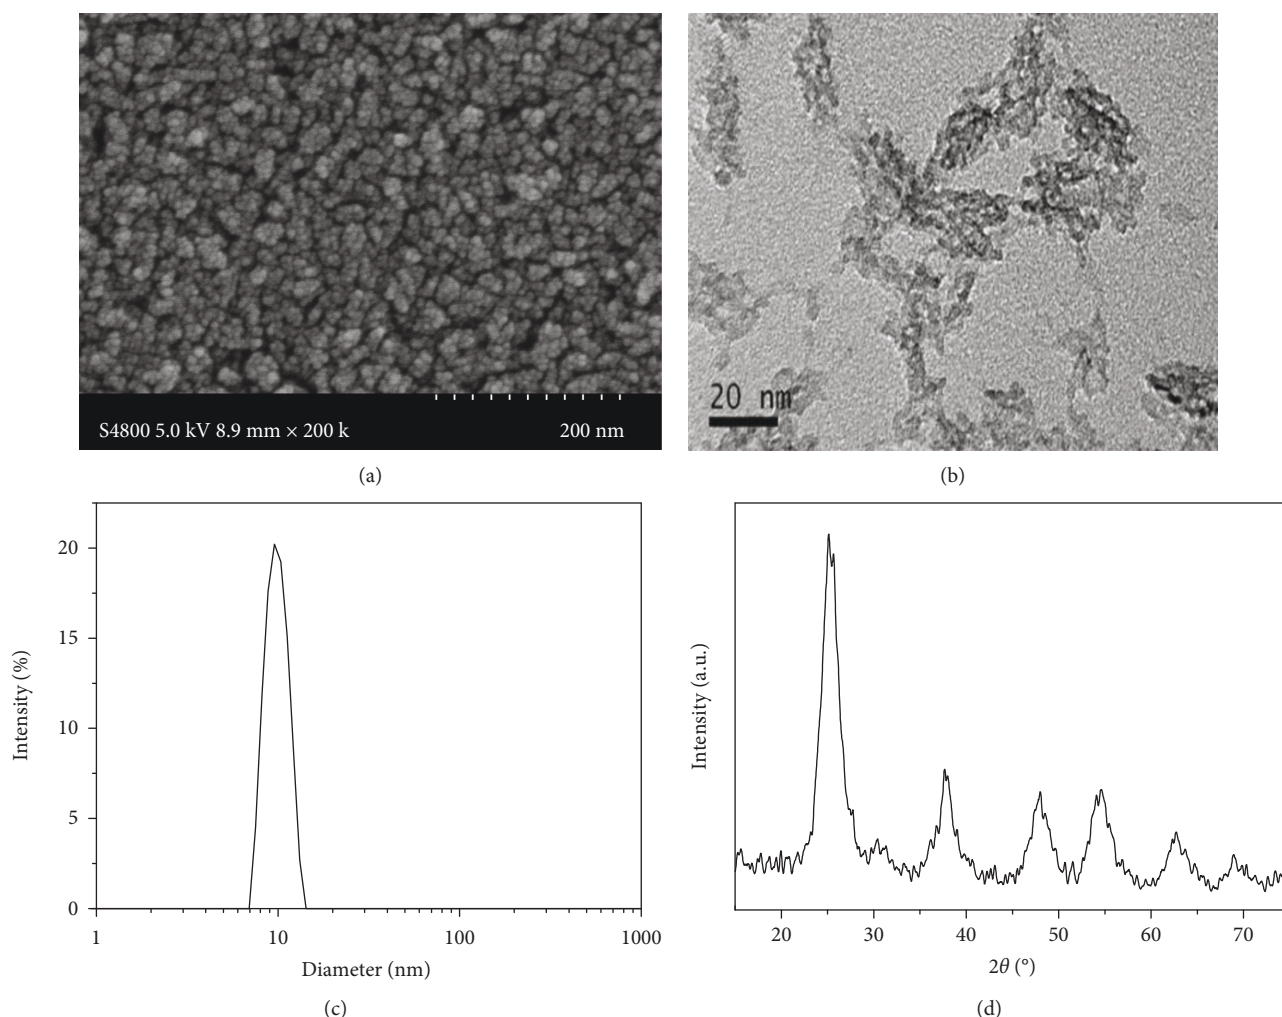 S4800 5.0 kV 8.9 mm × 200 k
200 nm
(a)
20 nm
(b)
20
15
10
5
0
Intensity (%)
1
10
100
1000
Diameter (nm)
(c)
Intensity (a.u.)
20
30
40
50
60
70
2θ (°)
(d)